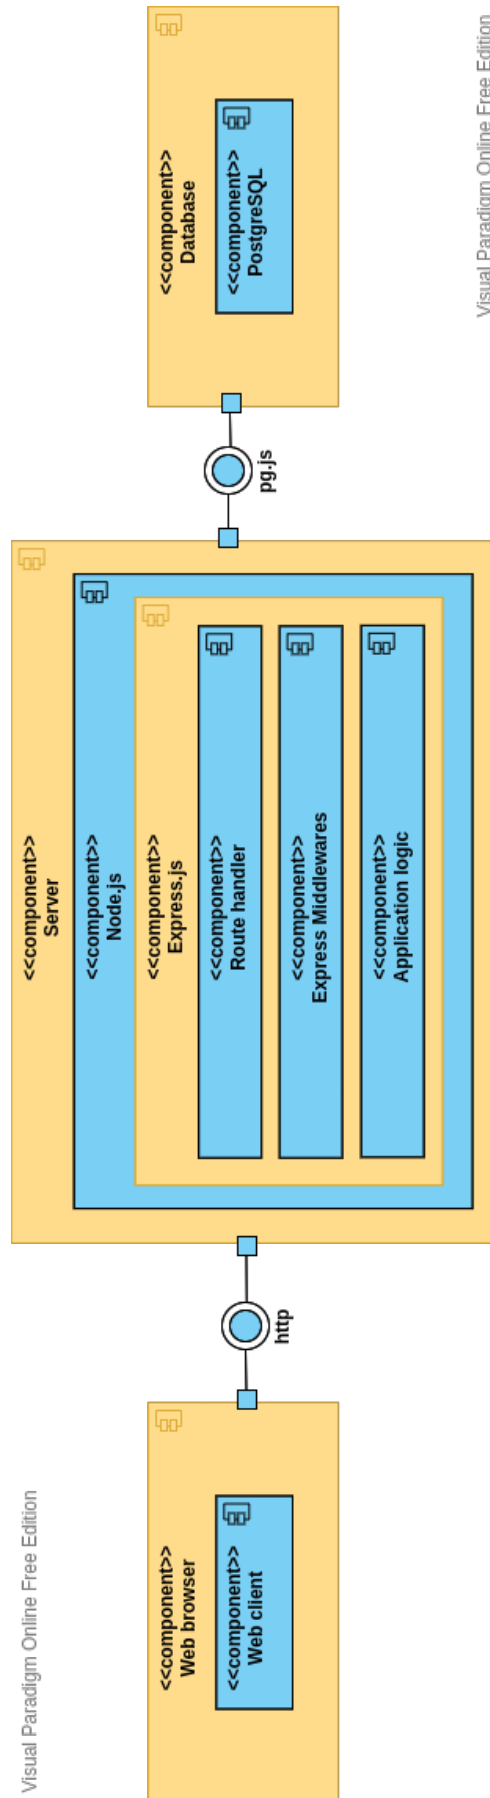 Visual Paradigm Online Free Edition
<<component>>
Web browser
<<component>>
Web client
http
<<component>>
Server
<<component>>
Node.js
<<component>>
Express.js
<<component>>
Route handler
<<component>>
Express Middlewares
<<component>>
Application logic
pg.js
<<component>>
Database
<<component>>
PostgreSQL
Visual Paradigm Online Free Edition